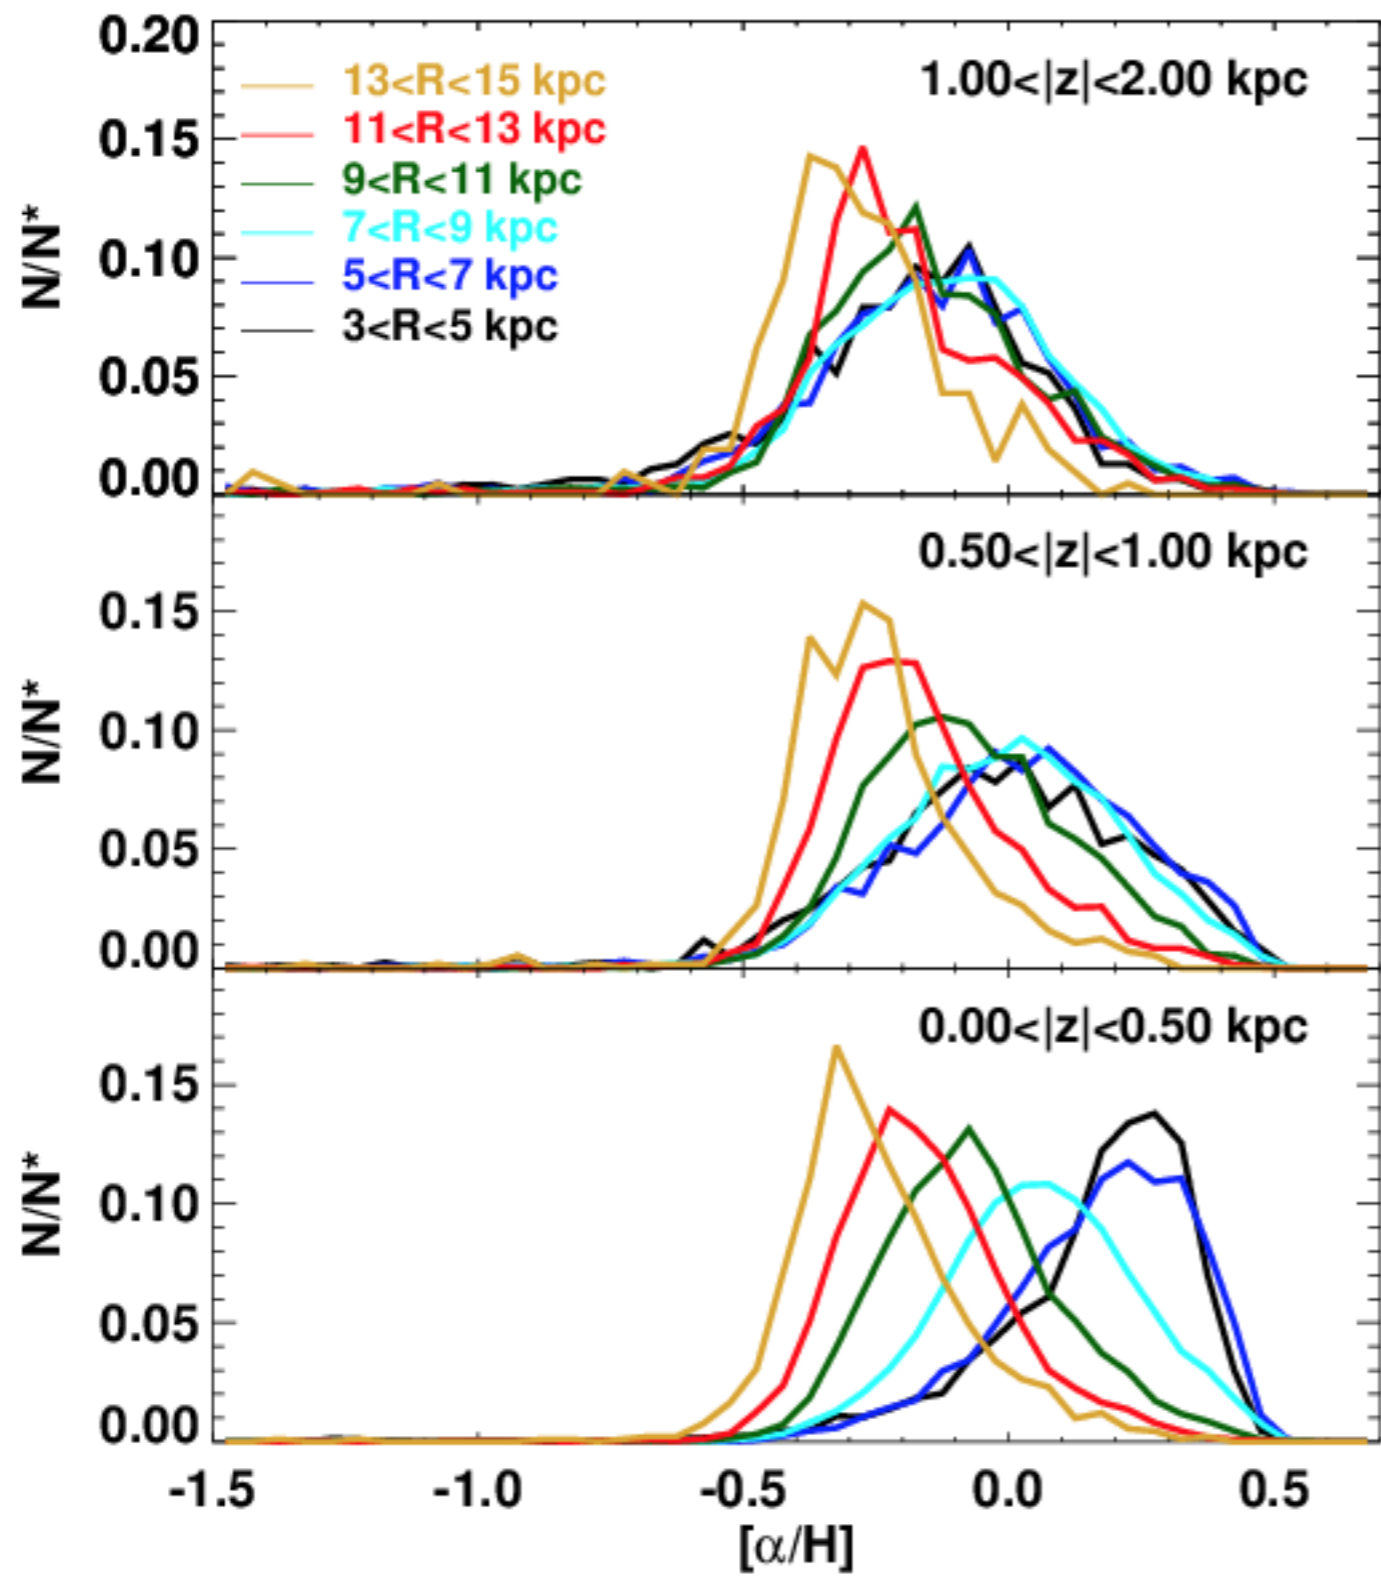 0.20
0.15
0.10
0.05
0.00
N/N*
13<R<15 kpc
11<R<13 kpc
9<R<11 kpc
7<R<9 kpc
5<R<7 kpc
3<R<5 kpc
1.00<|z|<2.00 kpc
0.15
0.10
0.05
0.00
N/N*
0.50<|z|<1.00 kpc
0.15
0.10
0.05
0.00
N/N*
0.00<|z|<0.50 kpc
-1.5 -1.0 -0.5 0.0 0.5
[α/H]